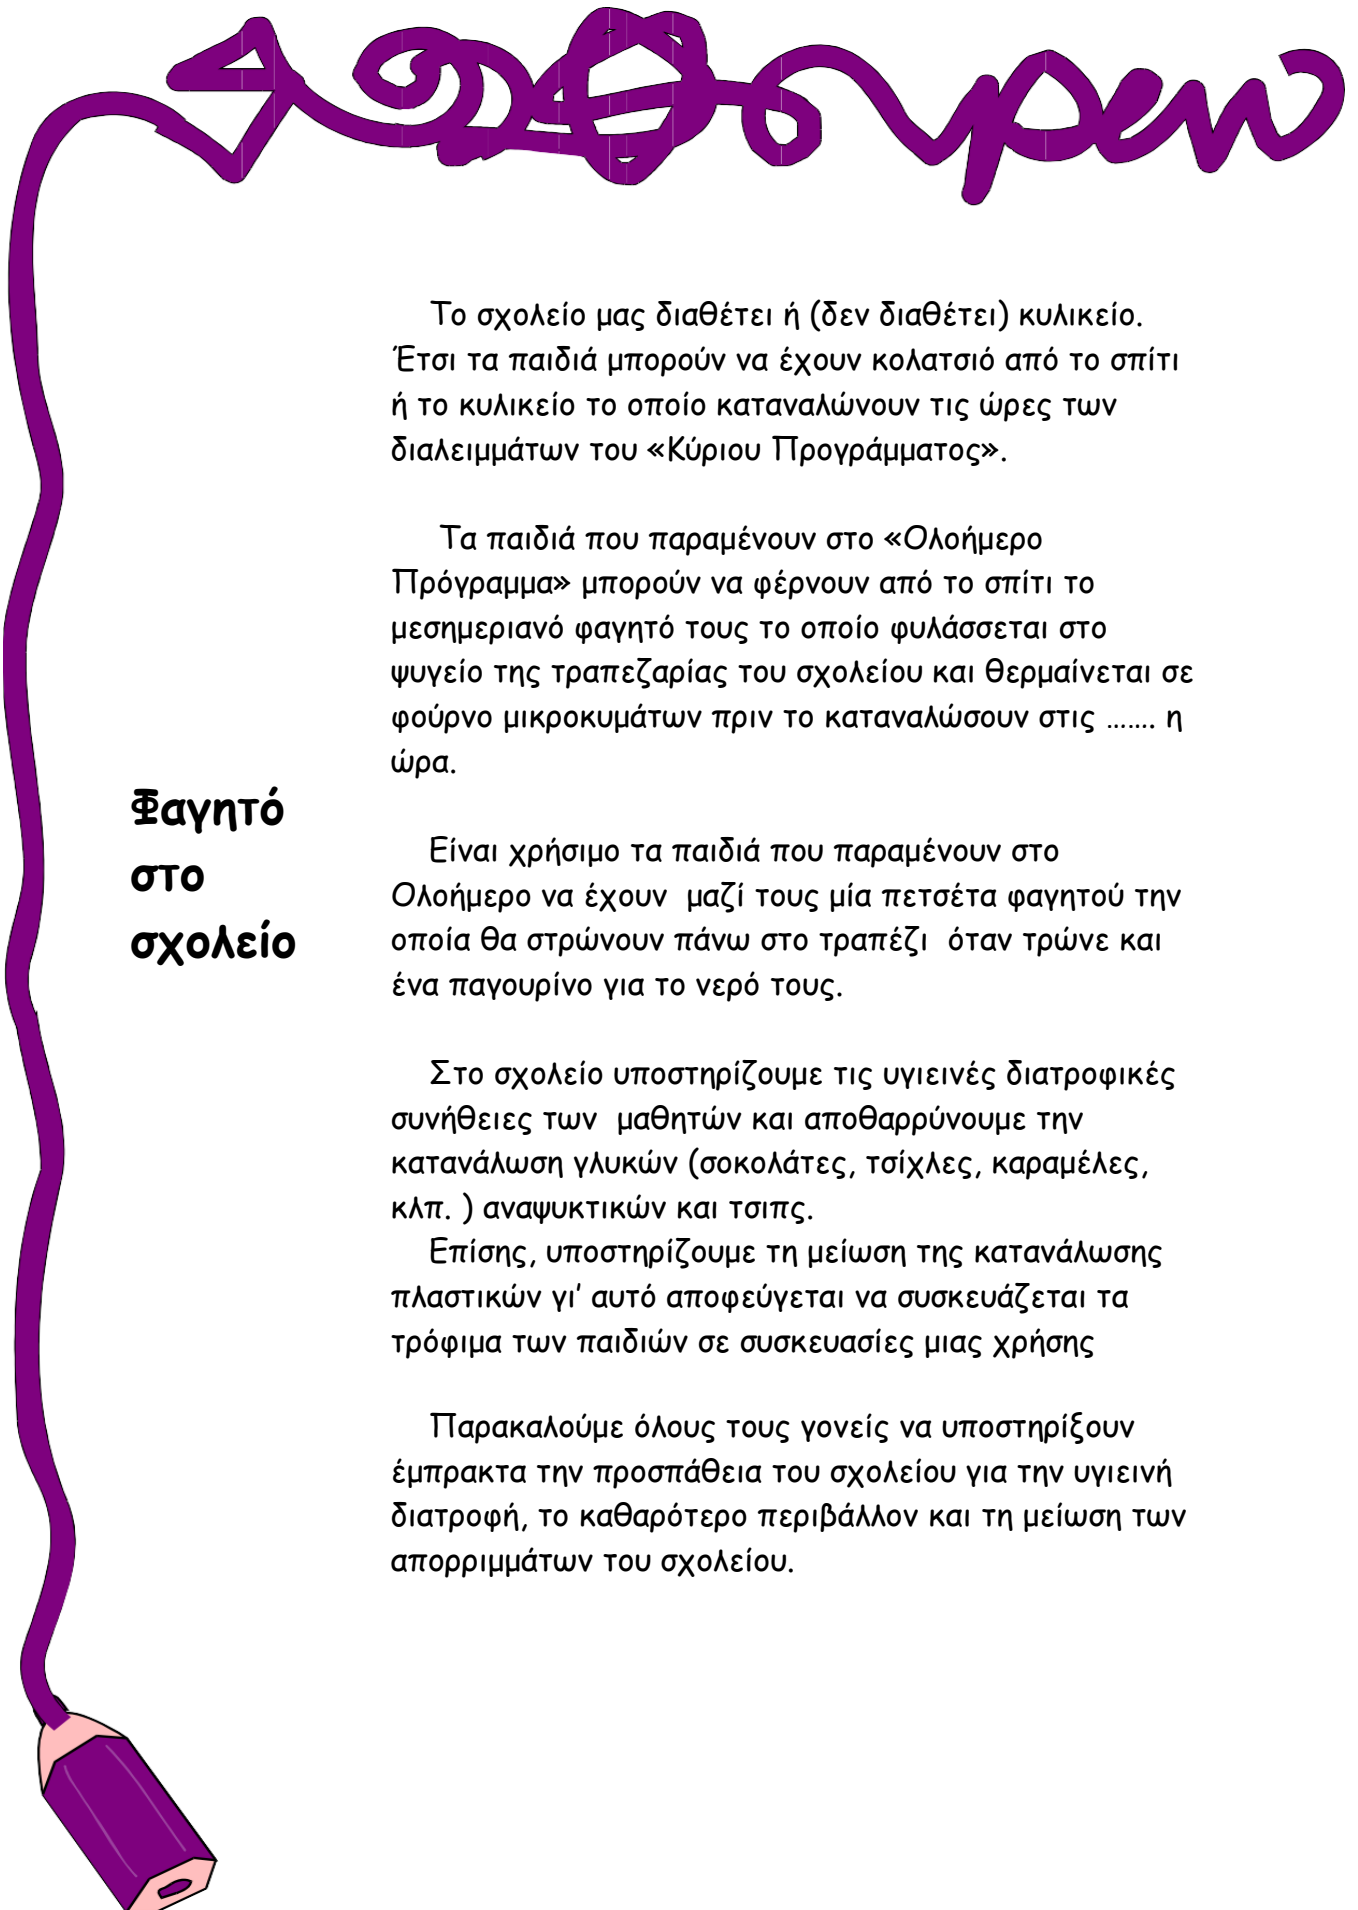 Το σχολείο μας διαθέτει ή (δεν διαθέτει) κυλικείο.
Έτσι τα παιδιά μπορούν να έχουν κολατσιό από το σπίτι
ή το κυλικείο το οποίο καταναλώνουν τις ώρες των
διαλειμμάτων του «Κύριου Προγράμματος».
Τα παιδιά που παραμένουν στο «Ολοήμερο
Πρόγραμμα» μπορούν να φέρνουν από το σπίτι το
μεσημεριανό φαγητό τους το οποίο φυλάσσεται στο
ψυγείο της τραπεζαρίας του σχολείου και θερμαίνεται σε
φούρνο μικροκυμάτων πριν το καταναλώσουν στις ……. η
ώρα.
Φαγητό
στο
σχολείο
Είναι χρήσιμο τα παιδιά που παραμένουν στο
Ολοήμερο να έχουν  μαζί τους μία πετσέτα φαγητού την
οποία θα στρώνουν πάνω στο τραπέζι  όταν τρώνε και
ένα παγουρίνο για το νερό τους.
Στο σχολείο υποστηρίζουμε τις υγιεινές διατροφικές
συνήθειες των  μαθητών και αποθαρρύνουμε την
κατανάλωση γλυκών (σοκολάτες, τσίχλες, καραμέλες,
κλπ. ) αναψυκτικών και τσιπς.
Επίσης, υποστηρίζουμε τη μείωση της κατανάλωσης
πλαστικών γι' αυτό αποφεύγεται να συσκευάζεται τα
τρόφιμα των παιδιών σε συσκευασίες μιας χρήσης
Παρακαλούμε όλους τους γονείς να υποστηρίξουν
έμπρακτα την προσπάθεια του σχολείου για την υγιεινή
διατροφή, το καθαρότερο περιβάλλον και τη μείωση των
απορριμμάτων του σχολείου.